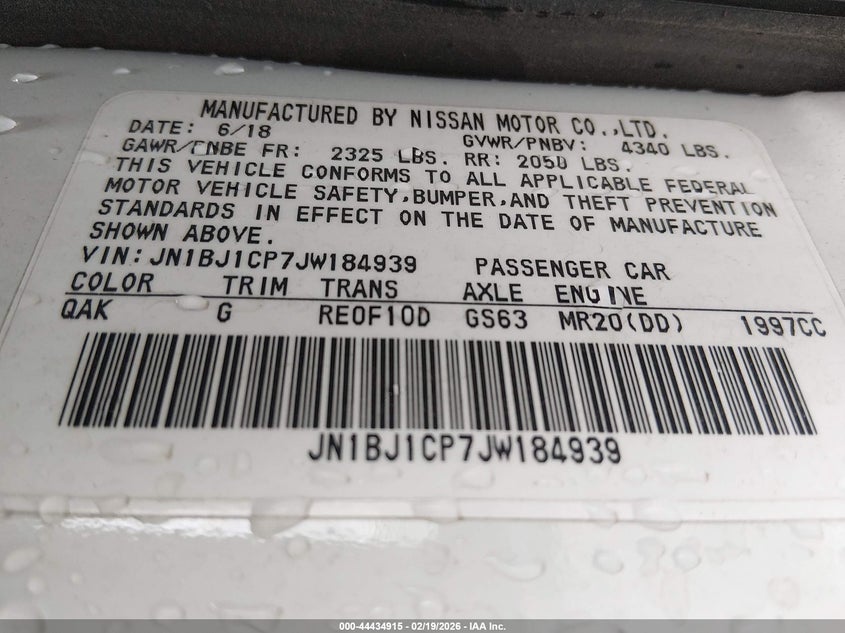 MANUFACTURED BY NISSAN MOTOR CO.,LTD.
DATE: 6/18 GVWR/PNBV: 4340 LBS.
GAWR/PNBE FR: 2325 LBS. RR: 2050 LBS.
THIS VEHICLE CONFORMS TO ALL APPLICABLE FEDERAL
MOTOR VEHICLE SAFETY,BUMPER,AND THEFT PREVENTION
STANDARDS IN EFFECT ON THE DATE OF MANUFACTURE
SHOWN ABOVE.
VIN:JN1BJ1CP7JW184939 PASSENGER CAR
COLOR TRIM TRANS AXLE ENGINE
QAK G RE0F10D GS63 MR20(DD) 1997CC
JN1BJ1CP7JW184939
000-44434915 - 02/19/2026 - IAA Inc.